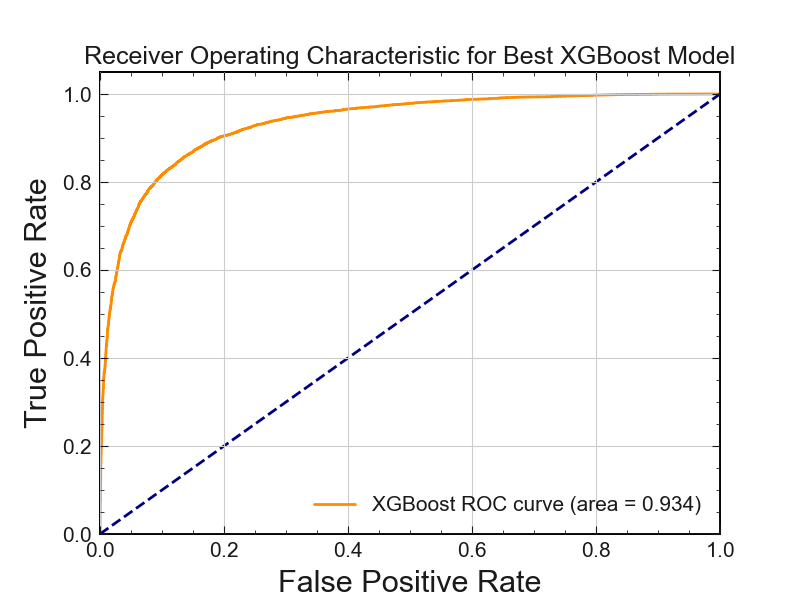 Receiver Operating Characteristic for Best XGBoost Model
True Positive Rate
1.0
0.8
0.6
0.4
0.2
0.0
XGBoost ROC curve (area = 0.934)
0.0 0.2 0.4 0.6 0.8 1.0
False Positive Rate